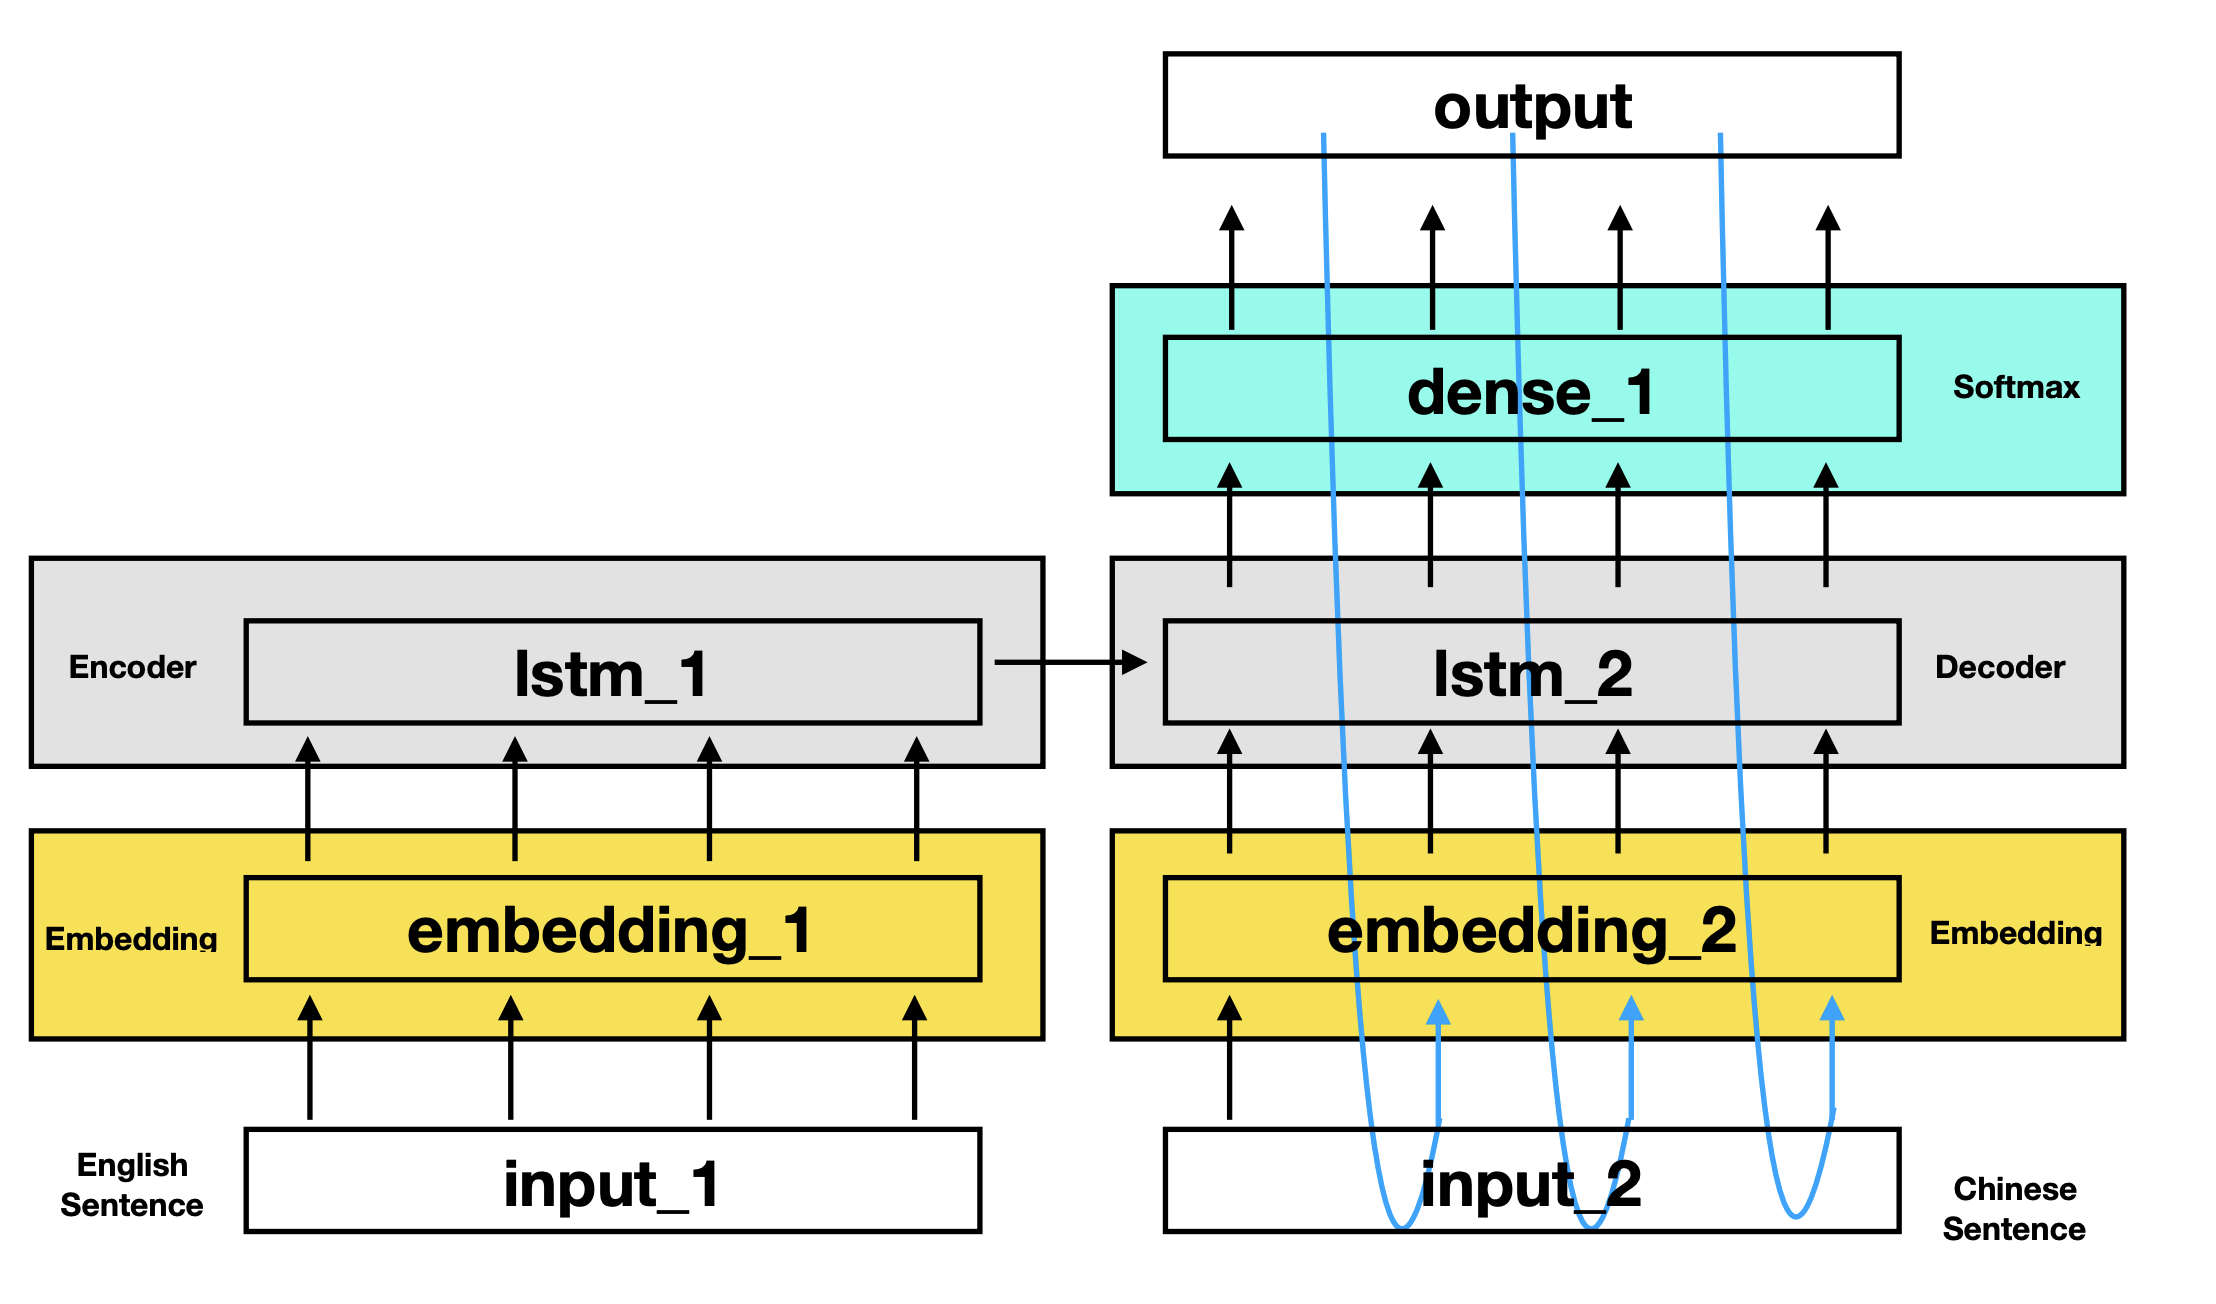 output
dense_1
Softmax
Encoder
lstm_1
lstm_2
Decoder
Embedding
embedding_1
embedding_2
Embedding
English
Sentence
input_1
input_2
Chinese
Sentence